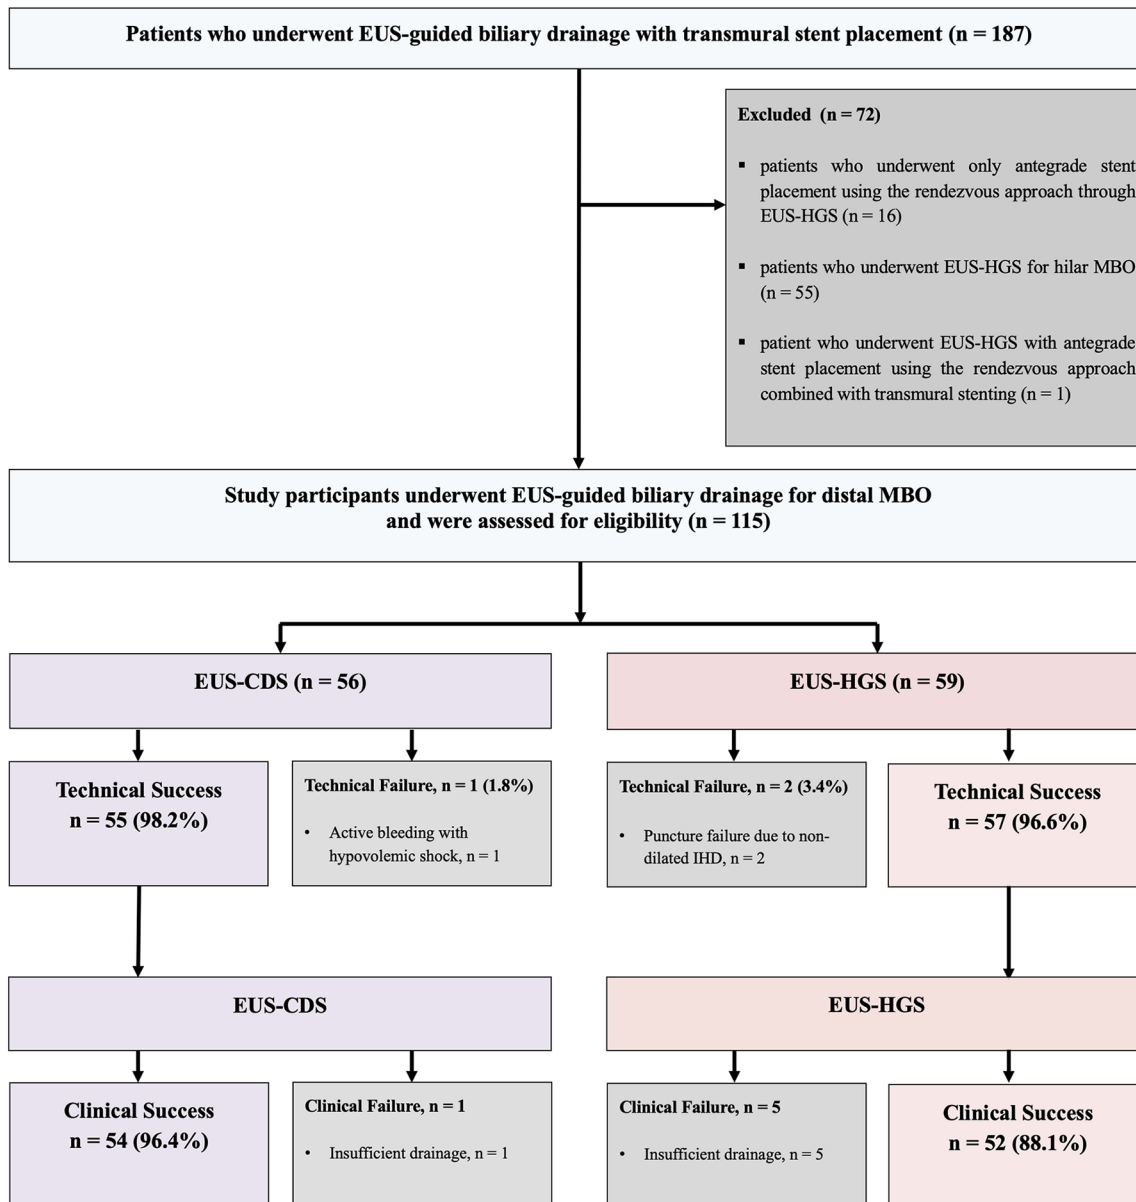 Patients who underwent EUS-guided biliary drainage with transmural stent placement (n = 187)
Excluded (n = 72)
▪ patients who underwent only antegrade stent
placement using the rendezvous approach through
EUS-HGS (n = 16)
▪ patients who underwent EUS-HGS for hilar MBO
(n = 55)
▪ patient who underwent EUS-HGS with antegrade
stent placement using the rendezvous approach
combined with transmural stenting (n = 1)
Study participants underwent EUS-guided biliary drainage for distal MBO
and were assessed for eligibility (n = 115)
EUS-CDS (n = 56)
EUS-HGS (n = 59)
Technical Success
n = 55 (98.2%)
Technical Failure, n = 1 (1.8%)
• Active bleeding with
hypovolemic shock, n = 1
Technical Failure, n = 2 (3.4%)
• Puncture failure due to non-
dilated IHD, n = 2
Technical Success
n = 57 (96.6%)
EUS-CDS
EUS-HGS
Clinical Success
n = 54 (96.4%)
Clinical Failure, n = 1
• Insufficient drainage, n = 1
Clinical Failure, n = 5
• Insufficient drainage, n = 5
Clinical Success
n = 52 (88.1%)